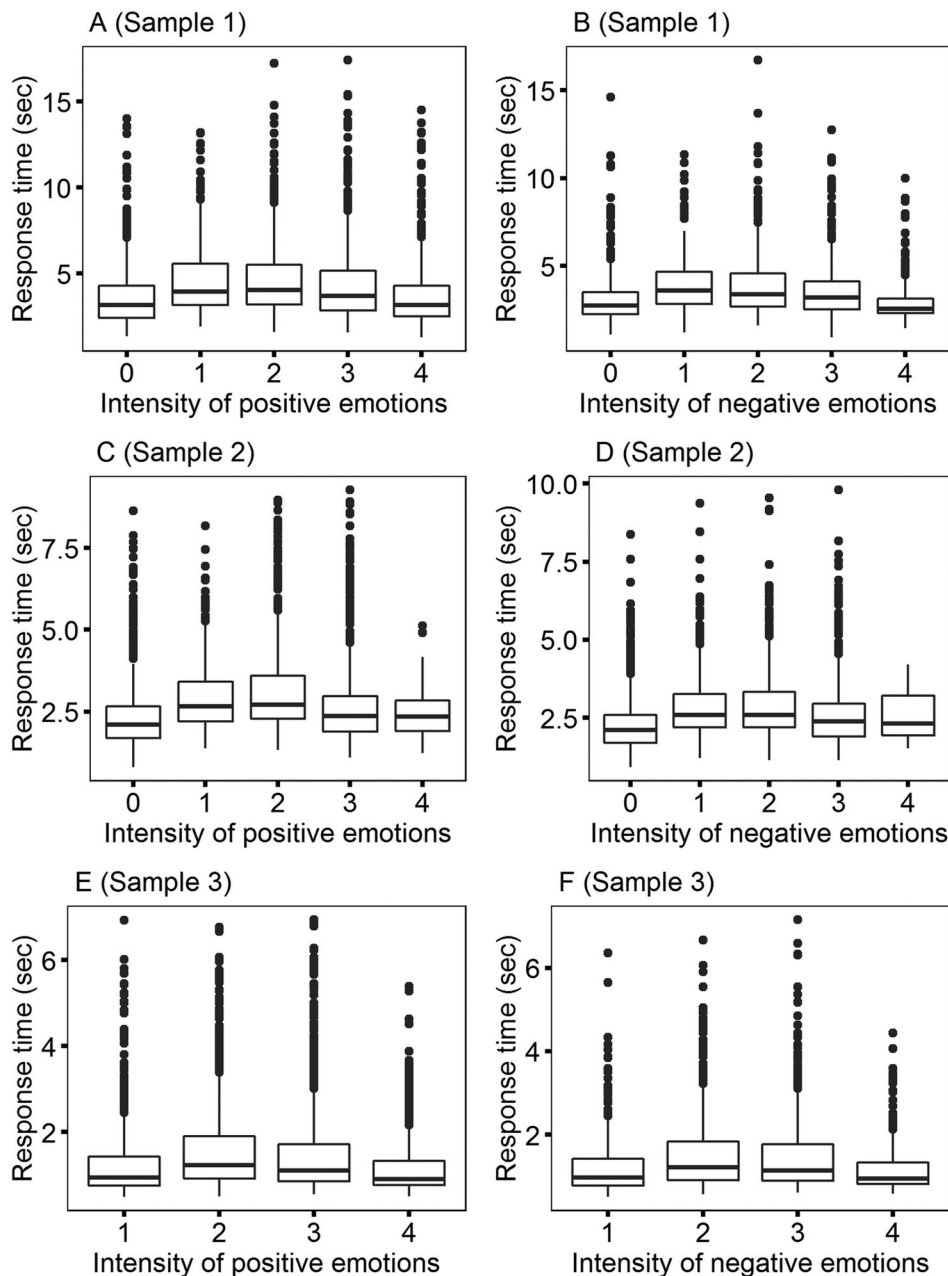 A (Sample 1)
Response time (sec)
15
10
5
0 1 2 3 4
Intensity of positive emotions
B (Sample 1)
Response time (sec)
15
10
5
0 1 2 3 4
Intensity of negative emotions
C (Sample 2)
Response time (sec)
7.5
5.0
2.5
0 1 2 3 4
Intensity of positive emotions
D (Sample 2)
Response time (sec)
10.0
7.5
5.0
2.5
0 1 2 3 4
Intensity of negative emotions
E (Sample 3)
Response time (sec)
6
4
2
1 2 3 4
Intensity of positive emotions
F (Sample 3)
Response time (sec)
6
4
2
1 2 3 4
Intensity of negative emotions